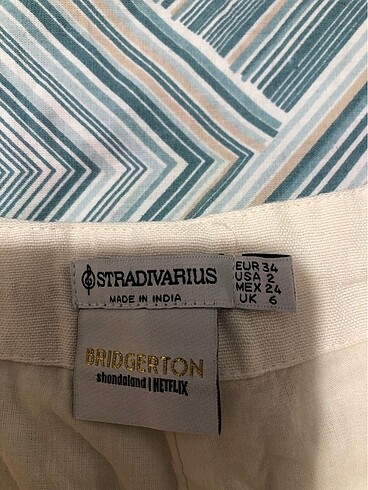 STRADIVARIUS
MADE IN INDIA
EUR 34
USA 2
MEX 24
UK 6
BRIDGERTON
shondaland | NETFLIX